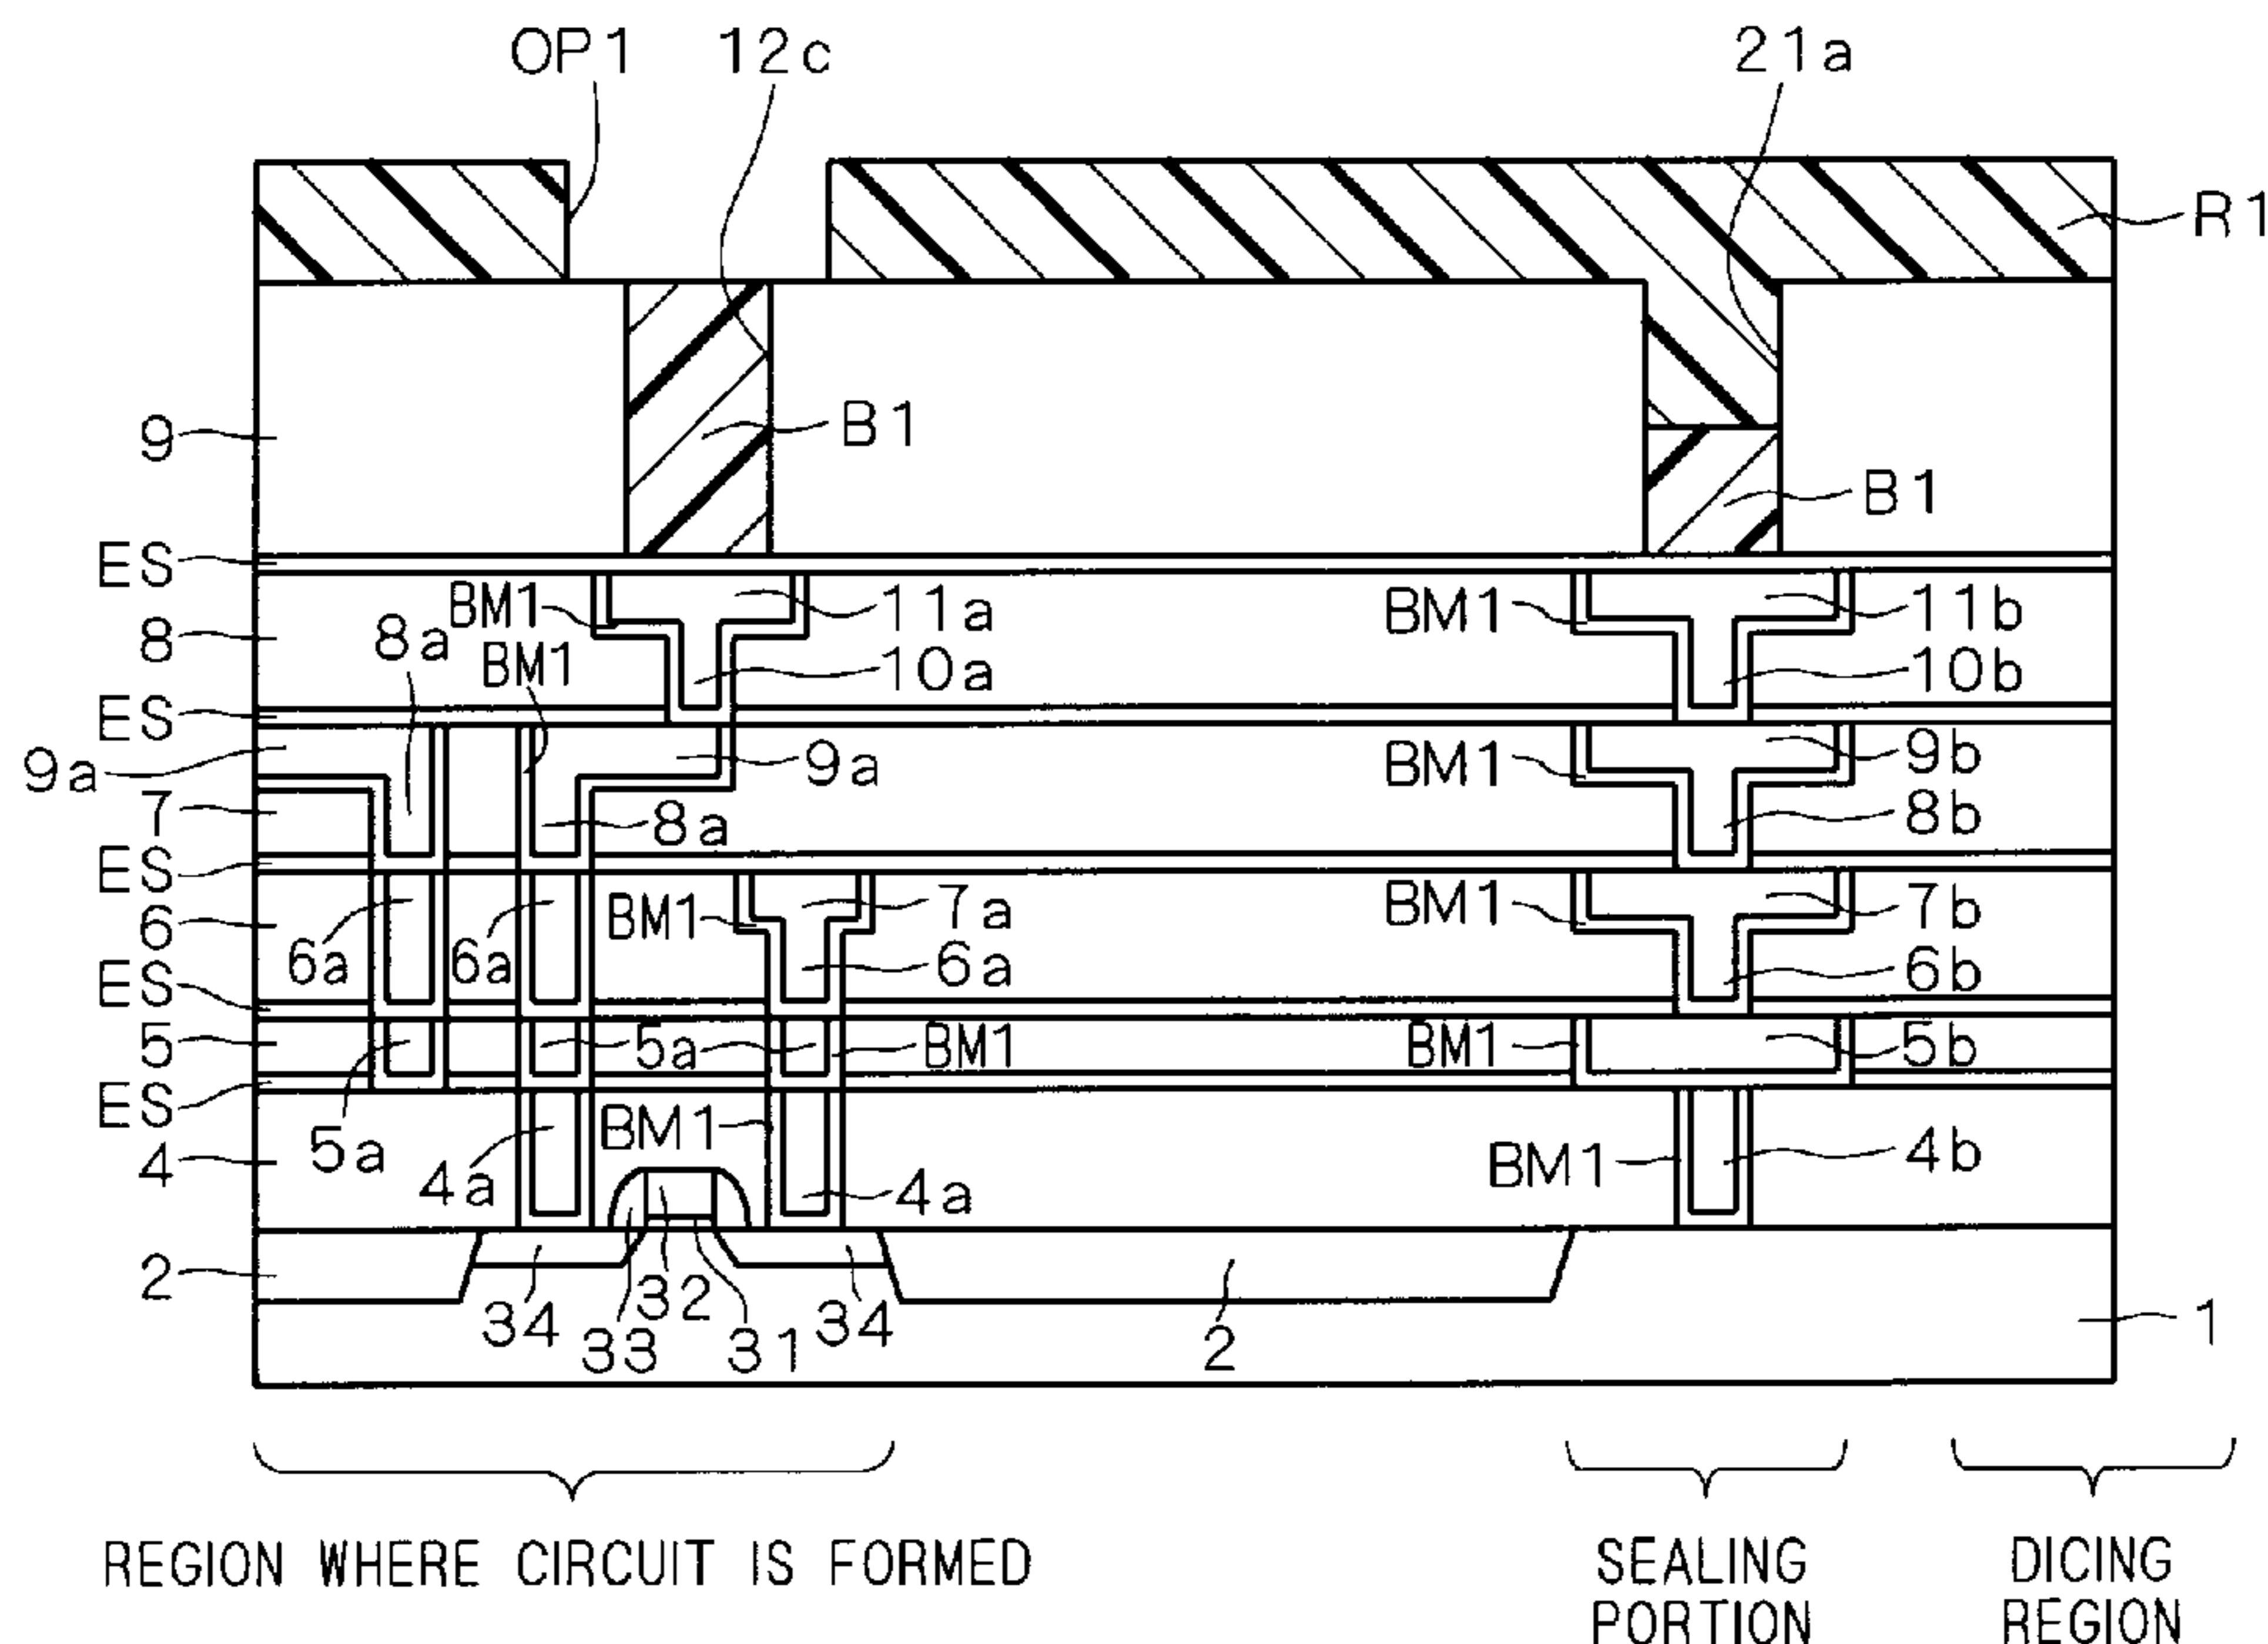 OP1 12c 21a
R1
9 B1
B1
ES
BM1 11a BM1 11b
8 8a BM1 10a 10b
ES
9a 9a BM1 9b
7 8a 8b
ES
BM1 7a BM1 7b
6 6a 6a 6a 6b
ES
5 5a BM1 BM1 5b
ES
5a BM1
4 4a 4a BM1 4b
2 34 33 32 31 34 2 1
REGION WHERE CIRCUIT IS FORMED
SEALING
PORTION
DICING
REGION